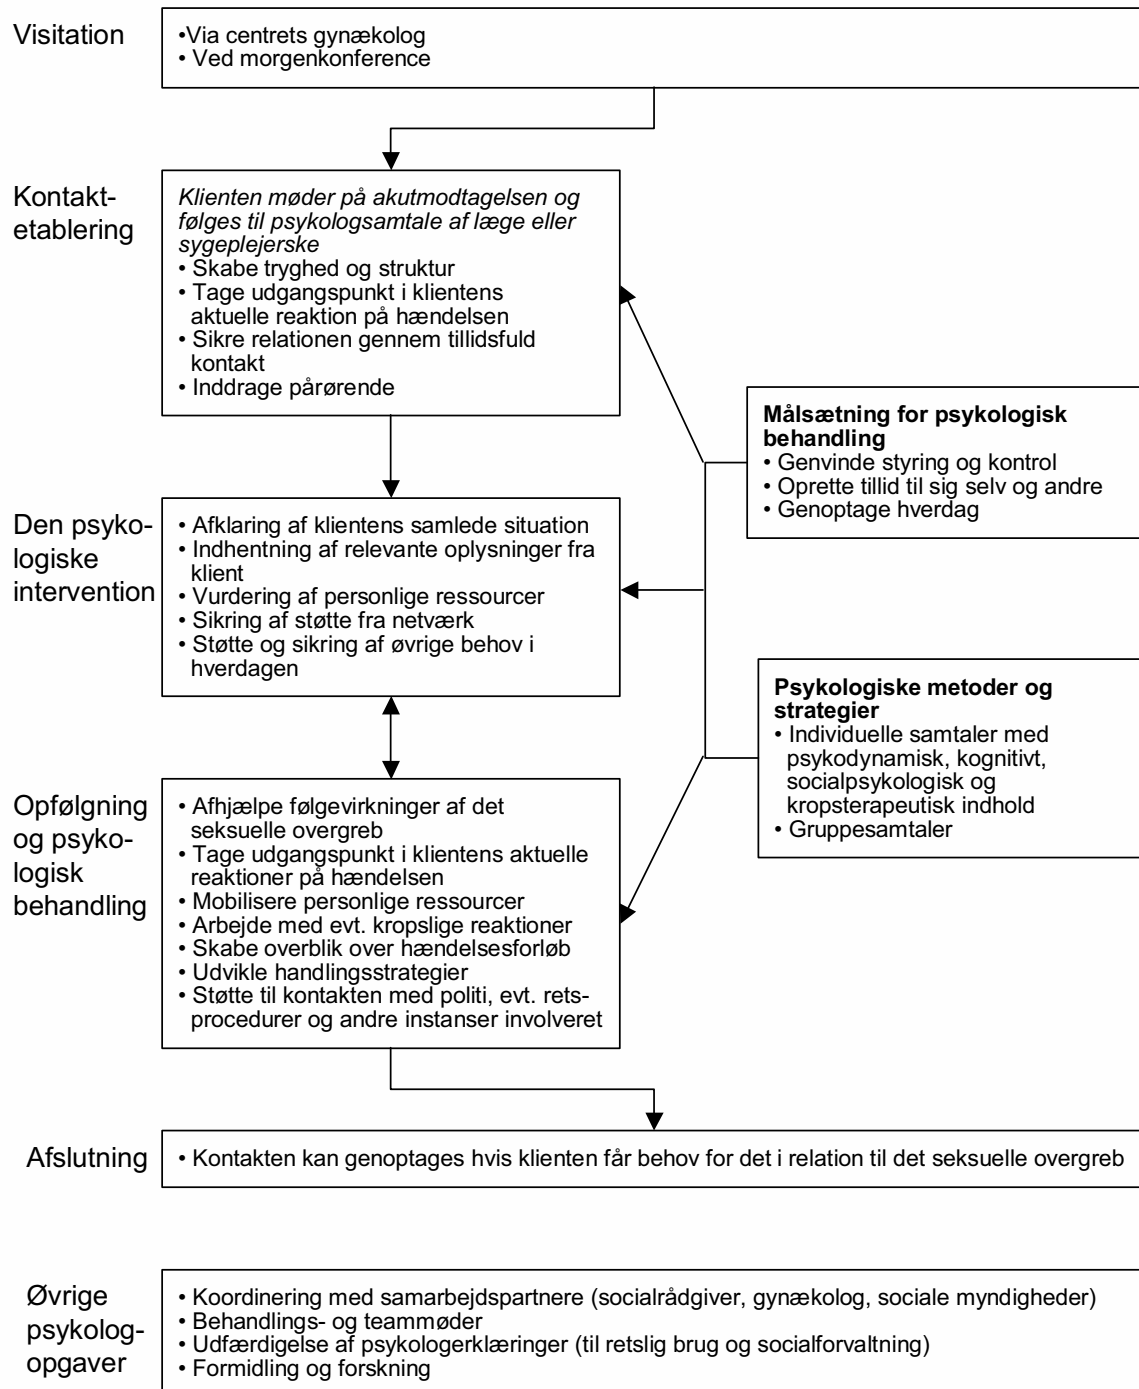 Visitation
•Via centrets gynækolog
• Ved morgenkonference
Kontakt-
etablering
Klienten møder på akutmodtagelsen og
følges til psykologsamtale af læge eller
sygeplejerske
• Skabe tryghed og struktur
• Tage udgangspunkt i klientens
aktuelle reaktion på hændelsen
• Sikre relationen gennem tillidsfuld
kontakt
• Inddrage pårørende
Målsætning for psykologisk
behandling
• Genvinde styring og kontrol
• Oprette tillid til sig selv og andre
• Genoptage hverdag
Den psyko-
logiske
intervention
• Afklaring af klientens samlede situation
• Indhentning af relevante oplysninger fra
klient
• Vurdering af personlige ressourcer
• Sikring af støtte fra netværk
• Støtte og sikring af øvrige behov i
hverdagen
Psykologiske metoder og
strategier
• Individuelle samtaler med
psykodynamisk, kognitivt,
socialpsykologisk og
kropsterapeutisk indhold
• Gruppesamtaler
Opfølgning
og psyko-
logisk
behandling
• Afhjælpe følgevirkninger af det
seksuelle overgreb
• Tage udgangspunkt i klientens aktuelle
reaktioner på hændelsen
• Mobilisere personlige ressourcer
• Arbejde med evt. kropslige reaktioner
• Skabe overblik over hændelsesforløb
• Udvikle handlingsstrategier
• Støtte til kontakten med politi, evt. rets-
procedurer og andre instanser involveret
Afslutning
• Kontakten kan genoptages hvis klienten får behov for det i relation til det seksuelle overgreb
Øvrige
psykolog-
opgaver
• Koordinering med samarbejdspartnere (socialrådgiver, gynækolog, sociale myndigheder)
• Behandlings- og teammøder
• Udfærdigelse af psykologerklæringer (til retslig brug og socialforvaltning)
• Formidling og forskning